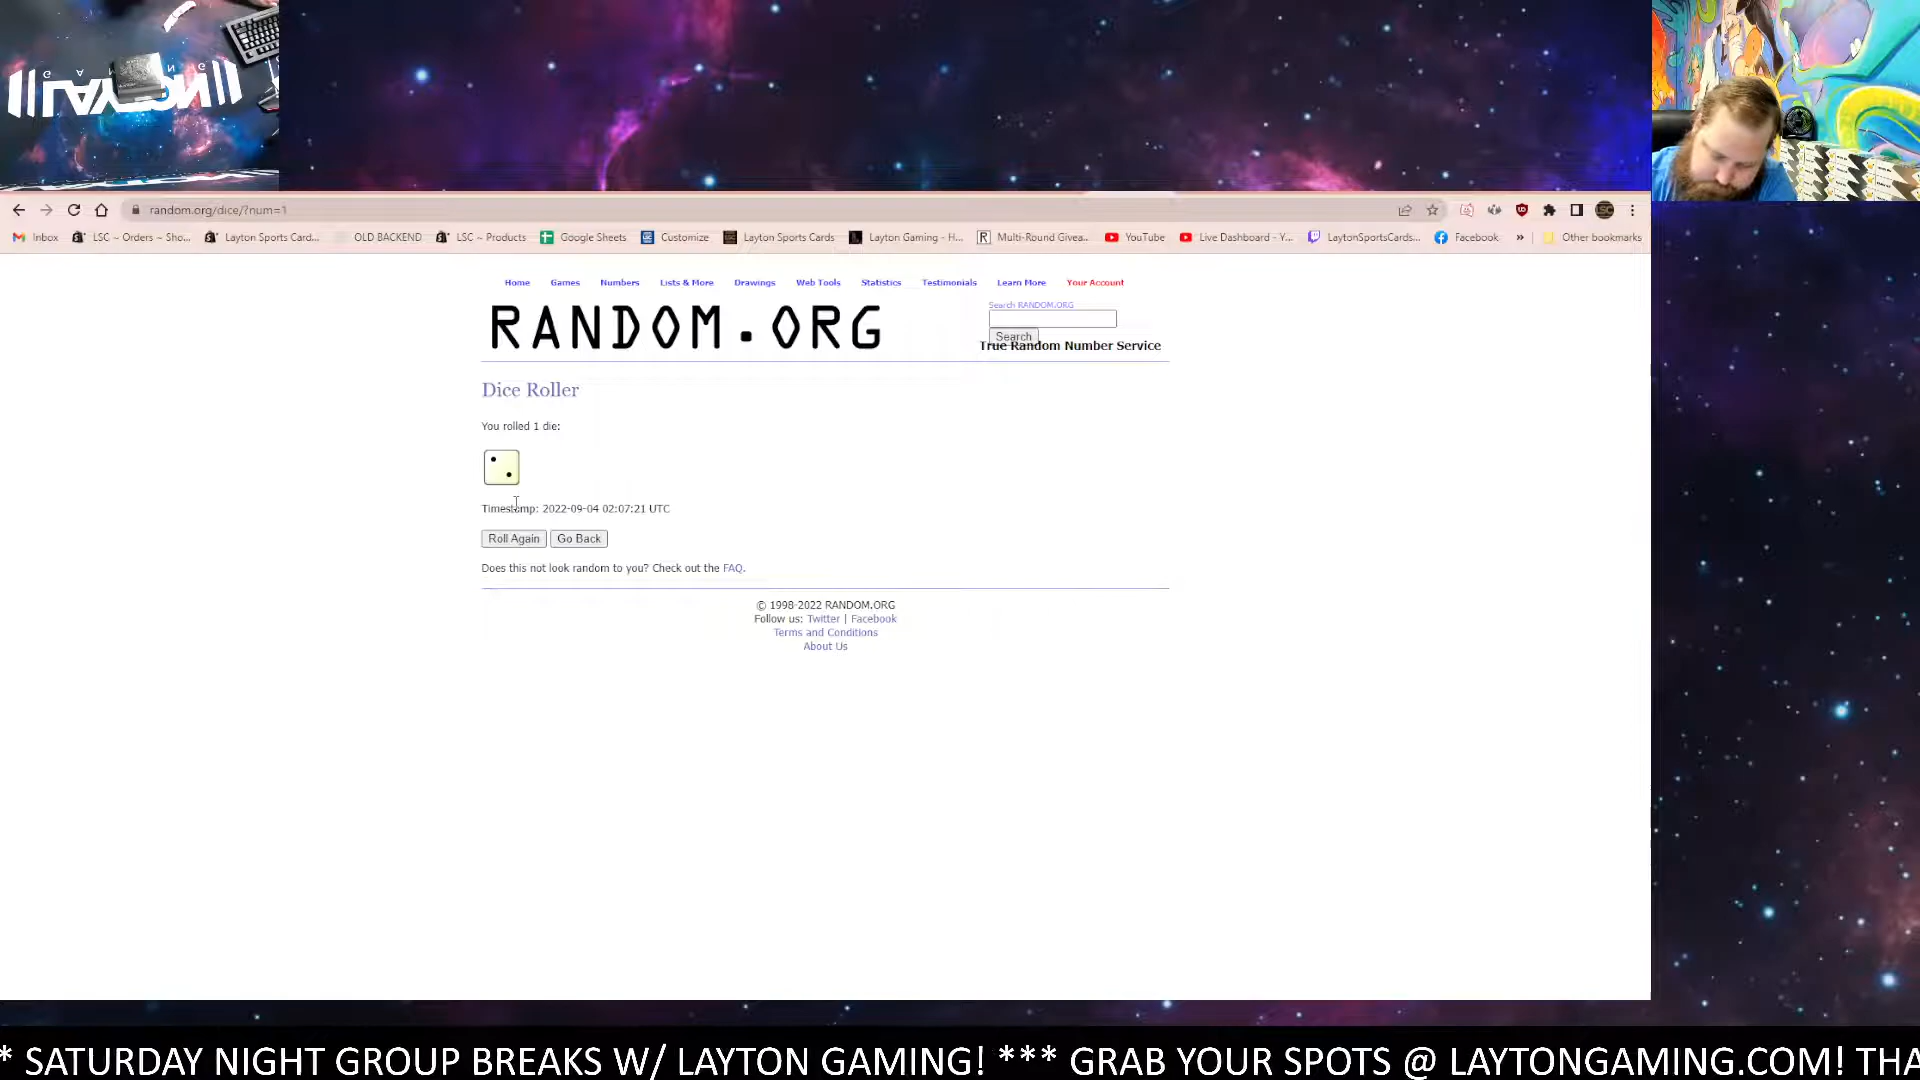 GAMING
LAYTON
random.org/dice/?num=1
Inbox
LSC ~ Orders ~ Sho...
Layton Sports Card...
OLD BACKEND
LSC ~ Products
Google Sheets
Customize
Layton Sports Cards
Layton Gaming - H...
Multi-Round Givea...
YouTube
Live Dashboard - Y...
LaytonSportsCards...
Facebook
»
Other bookmarks
Home Games Numbers Lists & More Drawings Web Tools Statistics Testimonials Learn More Your Account
RANDOM.ORG
Search RANDOM.ORG
Search
True Random Number Service
Dice Roller
You rolled 1 die:
Timestamp: 2022-09-04 02:07:21 UTC
Roll Again Go Back
Does this not look random to you? Check out the FAQ.
© 1998-2022 RANDOM.ORG
Follow us: Twitter | Facebook
Terms and Conditions
About Us
* SATURDAY NIGHT GROUP BREAKS W/ LAYTON GAMING! *** GRAB YOUR SPOTS @ LAYTONGAMING.COM! THA